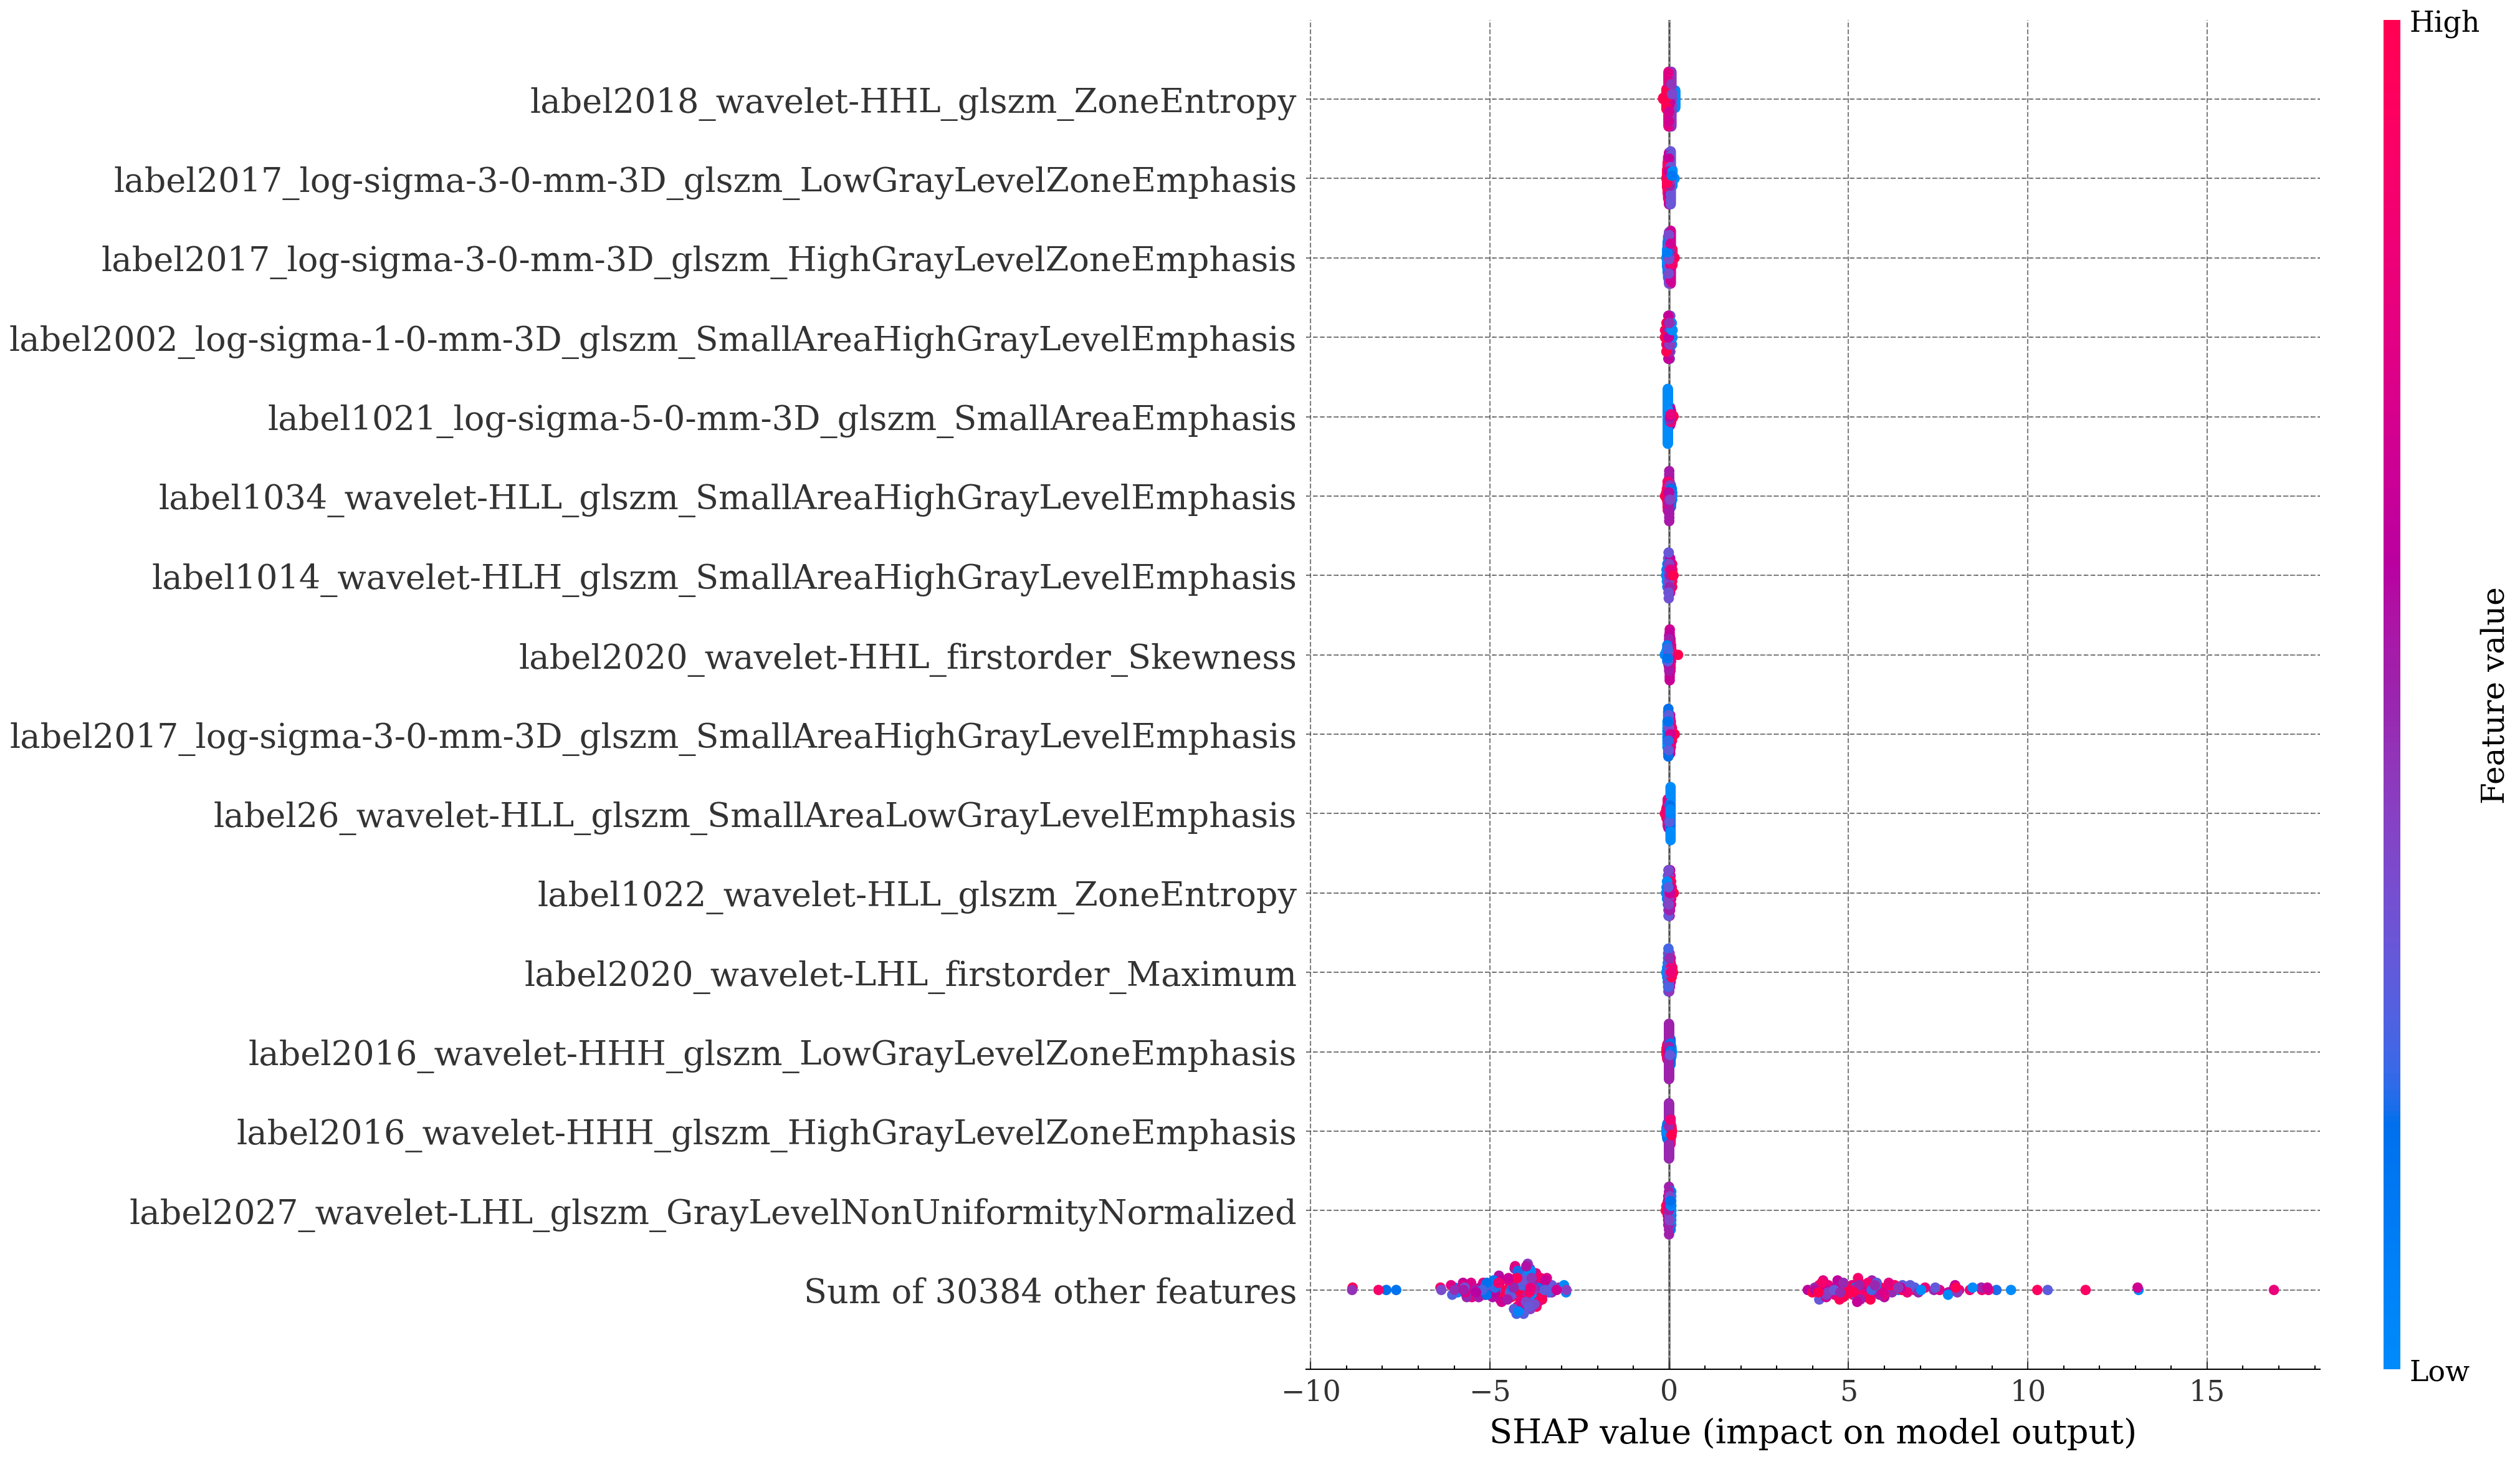 High
label2018_wavelet-HHL_glszm_ZoneEntropy
label2017_log-sigma-3-0-mm-3D_glszm_LowGrayLevelZoneEmphasis
label2017_log-sigma-3-0-mm-3D_glszm_HighGrayLevelZoneEmphasis
label2002_log-sigma-1-0-mm-3D_glszm_SmallAreaHighGrayLevelEmphasis
label1021_log-sigma-5-0-mm-3D_glszm_SmallAreaEmphasis
label1034_wavelet-HLL_glszm_SmallAreaHighGrayLevelEmphasis
label1014_wavelet-HLH_glszm_SmallAreaHighGrayLevelEmphasis
label2020_wavelet-HHL_firstorder_Skewness
label2017_log-sigma-3-0-mm-3D_glszm_SmallAreaHighGrayLevelEmphasis
label26_wavelet-HLL_glszm_SmallAreaLowGrayLevelEmphasis
label1022_wavelet-HLL_glszm_ZoneEntropy
label2020_wavelet-LHL_firstorder_Maximum
label2016_wavelet-HHH_glszm_LowGrayLevelZoneEmphasis
label2016_wavelet-HHH_glszm_HighGrayLevelZoneEmphasis
label2027_wavelet-LHL_glszm_GrayLevelNonUniformityNormalized
Sum of 30384 other features
Feature value
Low
−10 −5 0 5 10 15
SHAP value (impact on model output)